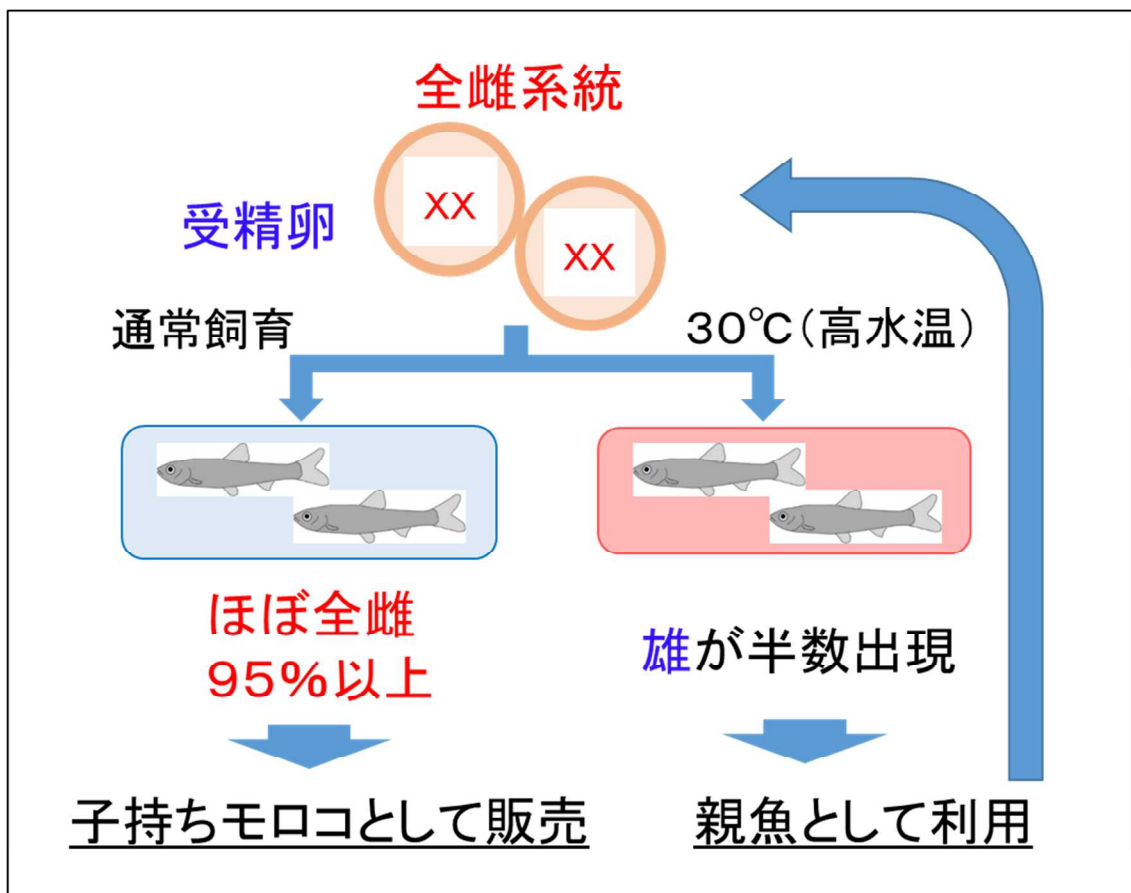 全雌系統
XX
受精卵
XX
通常飼育
30℃(高水温)
ほぼ全雌
95%以上
雄が半数出現
子持ちモロコとして販売
親魚として利用